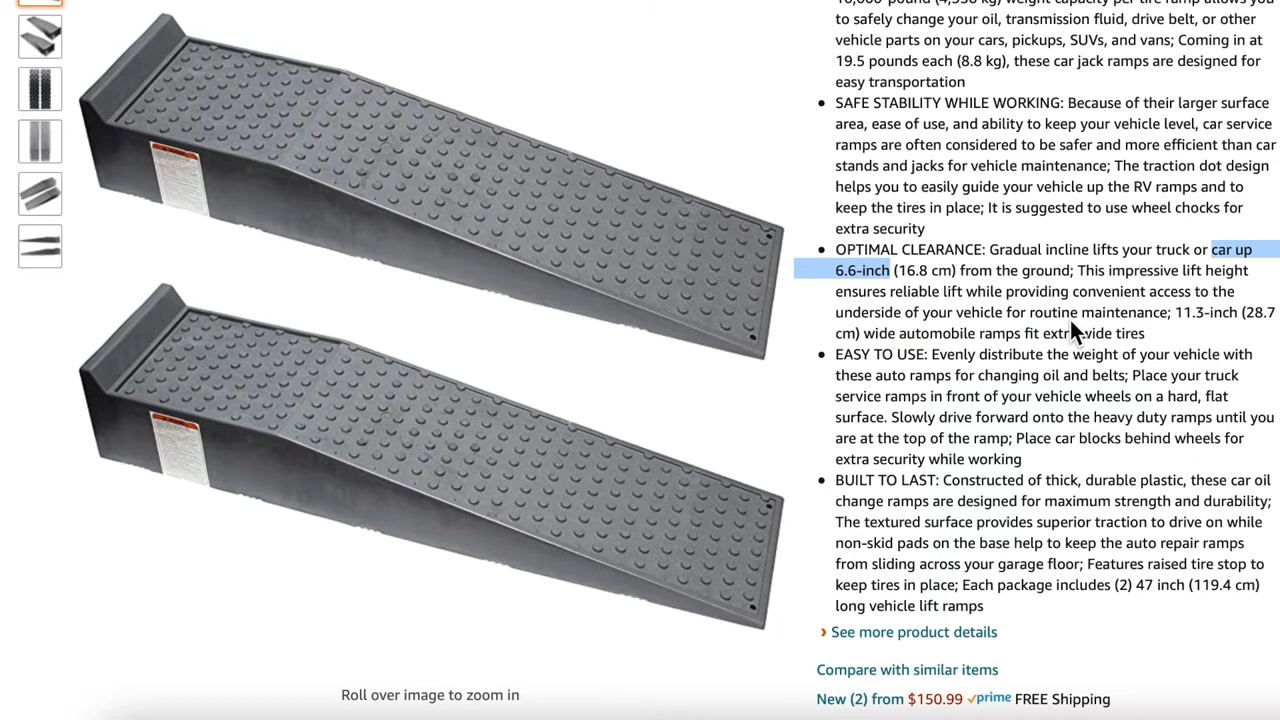 10,000-pound (4,536 kg) weight capacity per tire ramp allows you
to safely change your oil, transmission fluid, drive belt, or other
vehicle parts on your cars, pickups, SUVs, and vans; Coming in at
19.5 pounds each (8.8 kg), these car jack ramps are designed for
easy transportation
SAFE STABILITY WHILE WORKING: Because of their larger surface
area, ease of use, and ability to keep your vehicle level, car service
ramps are often considered to be safer and more efficient than car
stands and jacks for vehicle maintenance; The traction dot design
helps you to easily guide your vehicle up the RV ramps and to
keep the tires in place; It is suggested to use wheel chocks for
extra security
OPTIMAL CLEARANCE: Gradual incline lifts your truck or car up
6.6-inch (16.8 cm) from the ground; This impressive lift height
ensures reliable lift while providing convenient access to the
underside of your vehicle for routine maintenance; 11.3-inch (28.7
cm) wide automobile ramps fit tires
EASY TO USE: Evenly distribute the weight of your vehicle with
these auto ramps for changing oil and belts; Place your truck
service ramps in front of your vehicle wheels on a hard, flat
surface. Slowly drive forward onto the heavy duty ramps until you
are at the top of the ramp; Place car blocks behind wheels for
extra security while working
BUILT TO LAST: Constructed of thick, durable plastic, these car oil
change ramps are designed for maximum strength and durability;
The textured surface provides superior traction to drive on while
non-skid pads on the base help to keep the auto repair ramps
from sliding across your garage floor; Features raised tire stop to
keep tires in place; Each package includes (2) 47 inch (119.4 cm)
long vehicle lift ramps
› See more product details
Compare with similar items
New (2) from $150.99 prime FREE Shipping
Roll over image to zoom in